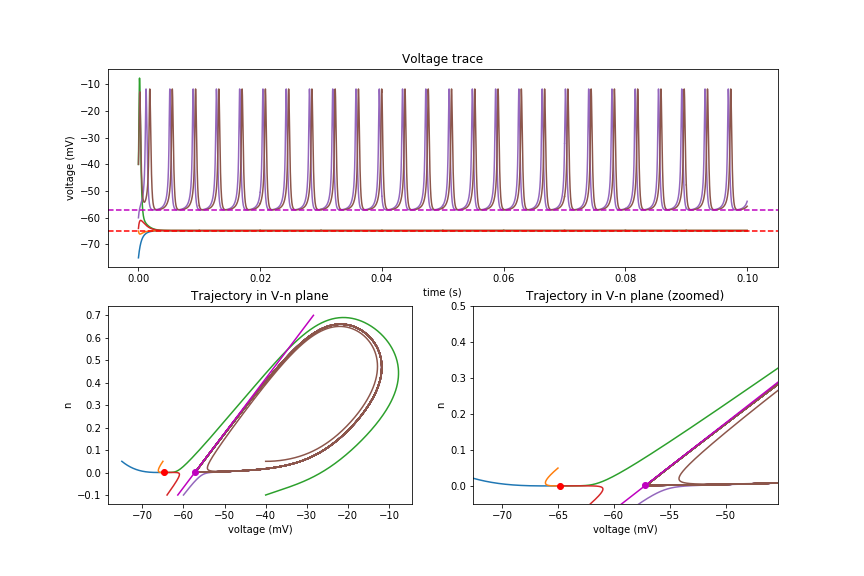 Voltage trace
voltage (mV)
−10
−20
−30
−40
−50
−60
−70
0.00 0.02 0.04 0.06 0.08 0.10
time (s)
Trajectory in V-n plane
n
0.7
0.6
0.5
0.4
0.3
0.2
0.1
0.0
−0.1
−70 −60 −50 −40 −30 −20 −10
voltage (mV)
Trajectory in V-n plane (zoomed)
n
0.5
0.4
0.3
0.2
0.1
0.0
−70 −65 −60 −55 −50
voltage (mV)